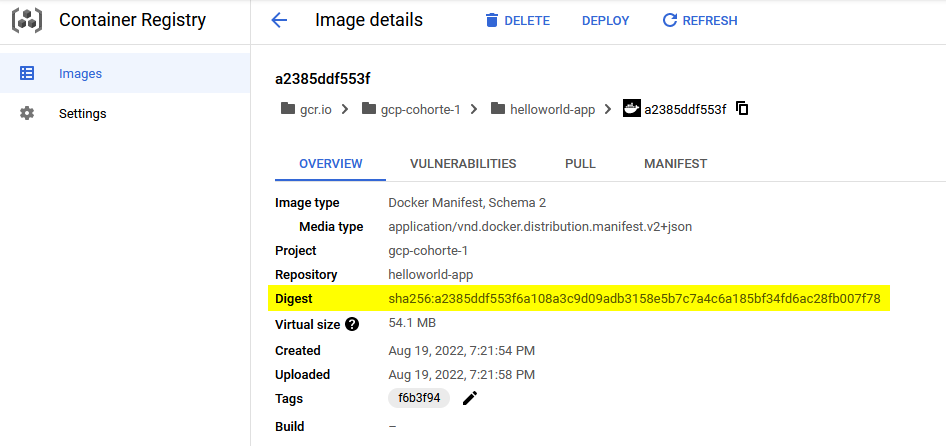 Container Registry
Image details DELETE DEPLOY REFRESH
Images
Settings
a2385ddf553f
gcr.io > gcp-cohorte-1 > helloworld-app > a2385ddf553f
OVERVIEW VULNERABILITIES PULL MANIFEST
Image type Docker Manifest, Schema 2
Media type application/vnd.docker.distribution.manifest.v2+json
Project gcp-cohorte-1
Repository helloworld-app
Digest sha256:a2385ddf553f6a108a3c9d09adb3158e5b7c7a4c6a185bf34fd6ac28fb007f78
Virtual size ? 54.1 MB
Created Aug 19, 2022, 7:21:54 PM
Uploaded Aug 19, 2022, 7:21:58 PM
Tags f6b3f94
Build –